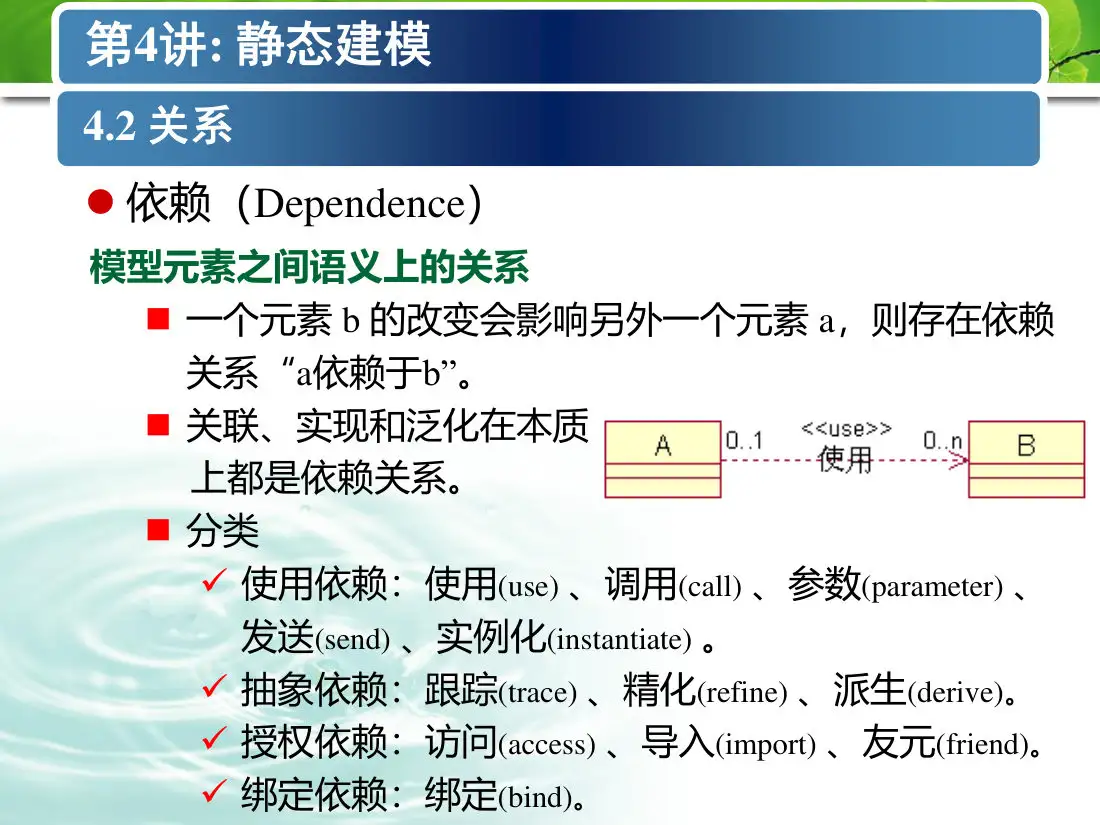 第4讲: 静态建模
4.2 关系
依赖（Dependence）
模型元素之间语义上的关系
一个元素 b 的改变会影响另外一个元素 a，则存在依赖
关系“a依赖于b”。
关联、实现和泛化在本质
上都是依赖关系。
A 0..1 <<use>> 0..n B
使用
分类
使用依赖：使用(use) 、调用(call) 、参数(parameter) 、
发送(send) 、实例化(instantiate) 。
抽象依赖：跟踪(trace) 、精化(refine) 、派生(derive)。
授权依赖：访问(access) 、导入(import) 、友元(friend)。
绑定依赖：绑定(bind)。